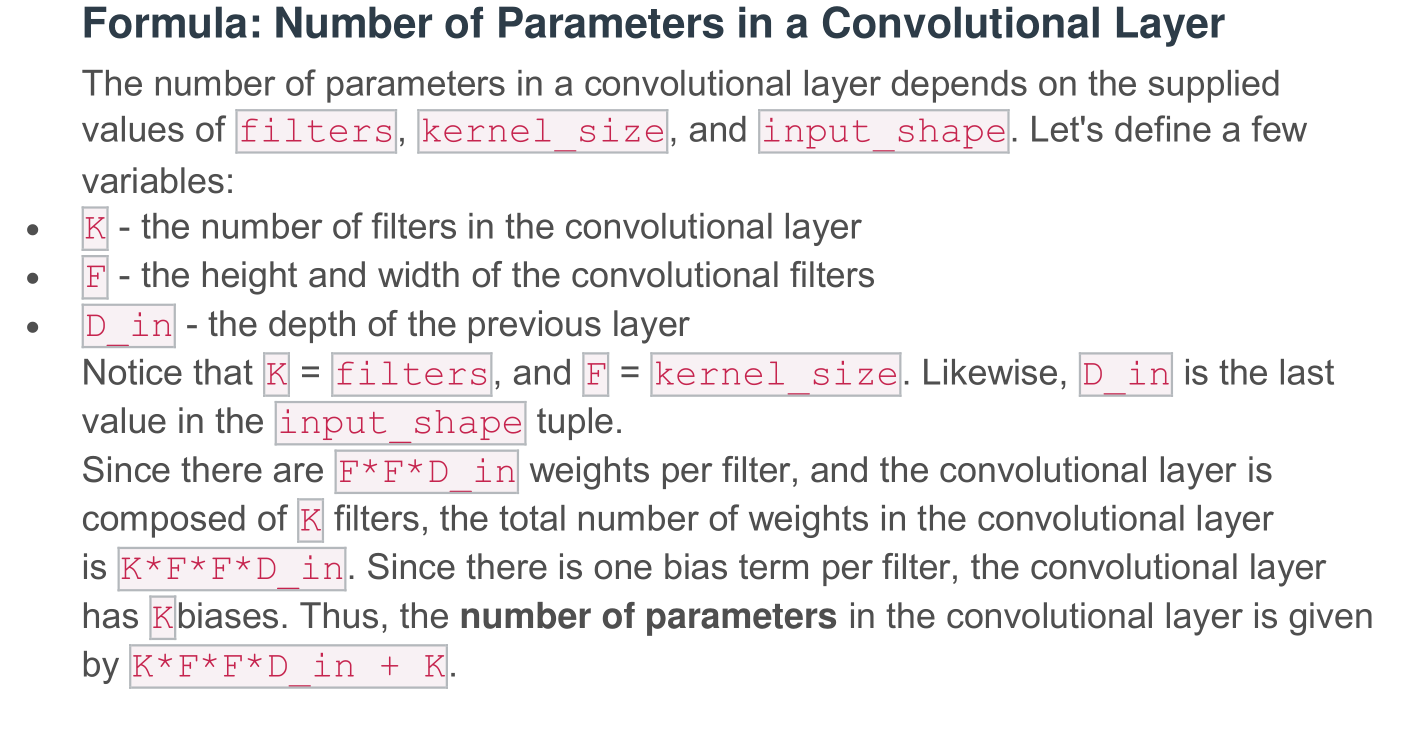 Formula: Number of Parameters in a Convolutional Layer
The number of parameters in a convolutional layer depends on the supplied
values of filters, kernel_size, and input_shape. Let's define a few
variables:
• K - the number of filters in the convolutional layer
• F - the height and width of the convolutional filters
• D_in - the depth of the previous layer
Notice that K = filters, and F = kernel_size. Likewise, D_in is the last
value in the input_shape tuple.
Since there are F*F*D_in weights per filter, and the convolutional layer is
composed of K filters, the total number of weights in the convolutional layer
is K*F*F*D_in. Since there is one bias term per filter, the convolutional layer
has Kbiases. Thus, the number of parameters in the convolutional layer is given
by K*F*F*D_in + K.